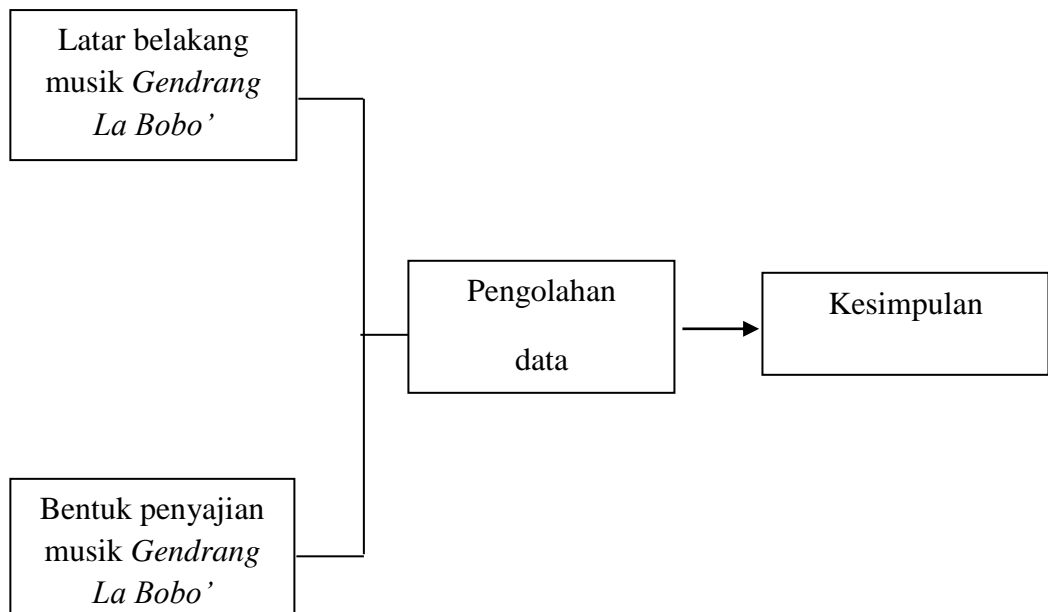 Latar belakang
musik Gendrang
La Bobo’
Pengolahan
data
Kesimpulan
Bentuk penyajian
musik Gendrang
La Bobo’